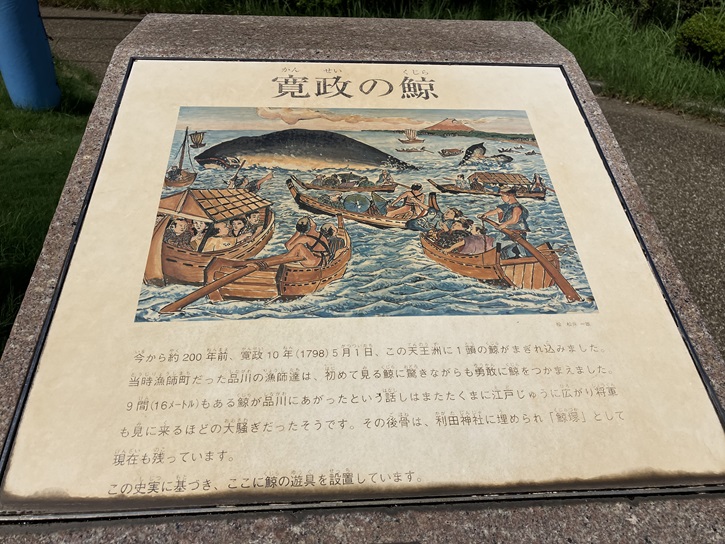 かん せい くじら
寛政の鯨
今から約200年前、寛政10年(1798)5月1日、この天王洲に1頭の鯨がまぎれ込みました。
当時漁師町だった品川の漁師達は、初めて見る鯨に驚きながらも勇敢に鯨をつかまえました。
9間(16メートル)もある鯨が品川にあがったという話しはまたたくまに江戸じゅうに広がり将軍
も見に来るほどの大騒ぎだったそうです。その後骨は、利田神社に埋められ「鯨塚」として
現在も残っています。
この史実に基づき、ここに鯨の遊具を設置しています。